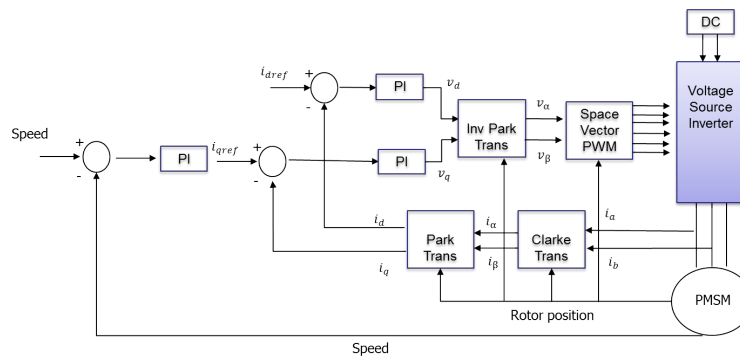 DC
Voltage
Source
Inverter
+
i_dref
-
PI
v_d
v_α
Inv Park
Trans
v_β
Space
Vector
PWM
Speed
+
-
PI
i_qref
+
-
PI
v_q
i_d
i_q
Park
Trans
i_α
i_β
Clarke
Trans
i_a
i_b
PMSM
Rotor position
Speed